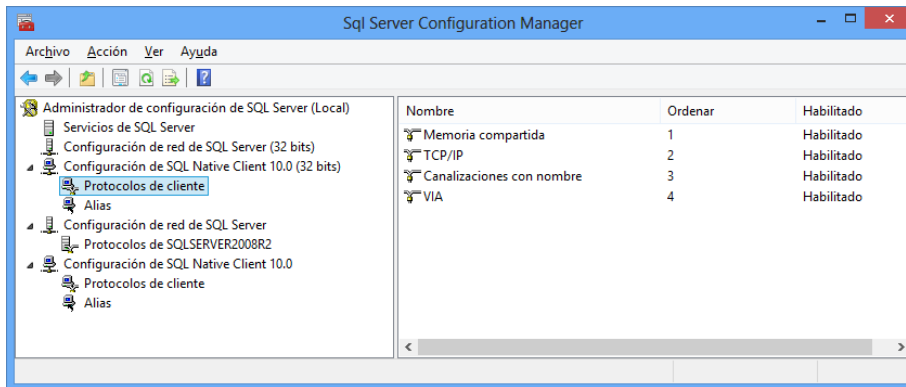 Sql Server Configuration Manager
Archivo Acción Ver Ayuda
Administrador de configuración de SQL Server (Local)
Servicios de SQL Server
Configuración de red de SQL Server (32 bits)
Configuración de SQL Native Client 10.0 (32 bits)
Protocolos de cliente
Alias
Configuración de red de SQL Server
Protocolos de SQLSERVER2008R2
Configuración de SQL Native Client 10.0
Protocolos de cliente
Alias
Nombre Ordenar Habilitado
Memoria compartida 1 Habilitado
TCP/IP 2 Habilitado
Canalizaciones con nombre 3 Habilitado
VIA 4 Habilitado